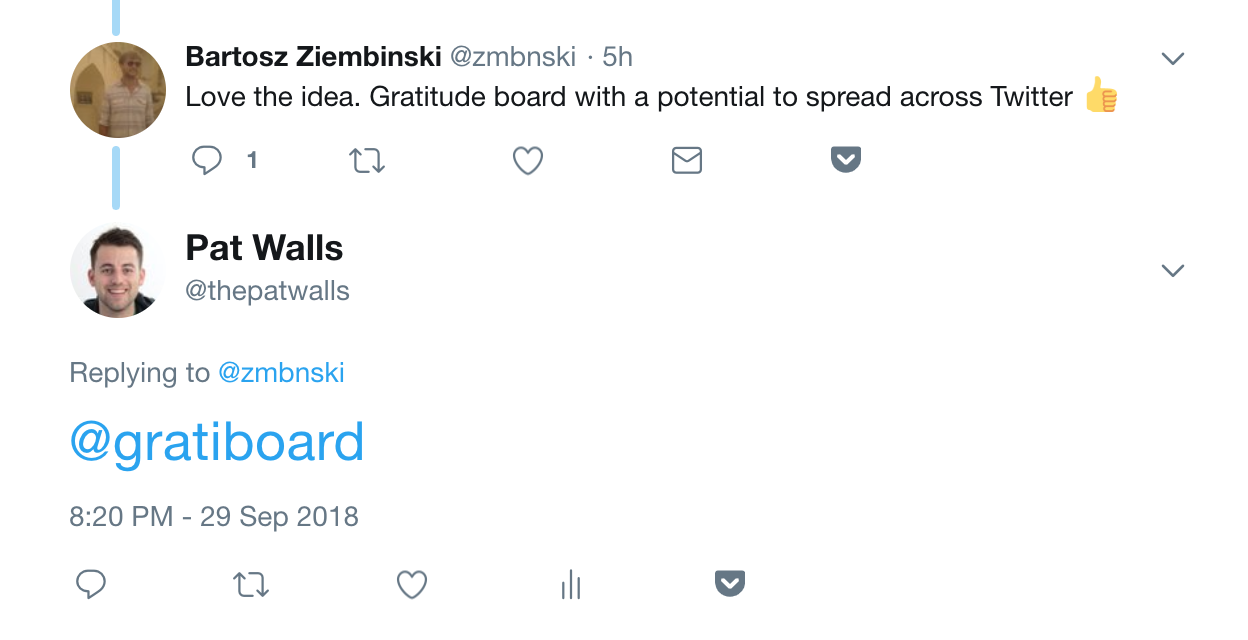 Bartosz Ziembinski @zmbnski · 5h
Love the idea. Gratitude board with a potential to spread across Twitter 👍
1
Pat Walls
@thepatwalls
Replying to @zmbnski
@gratiboard
8:20 PM - 29 Sep 2018